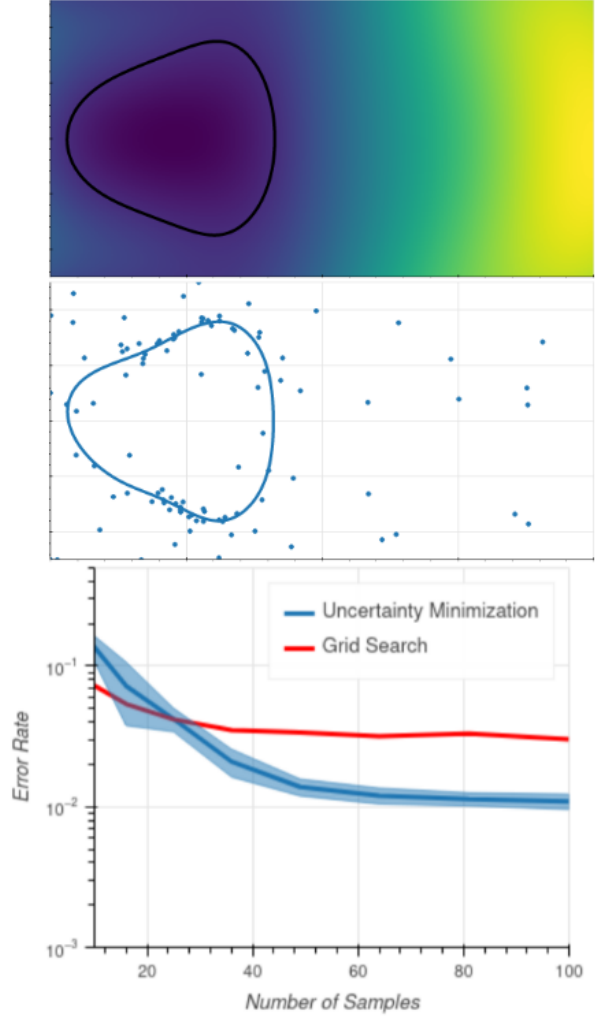 Uncertainty Minimization
Grid Search
10⁻¹
10⁻²
10⁻³
Error Rate
20 40 60 80 100
Number of Samples